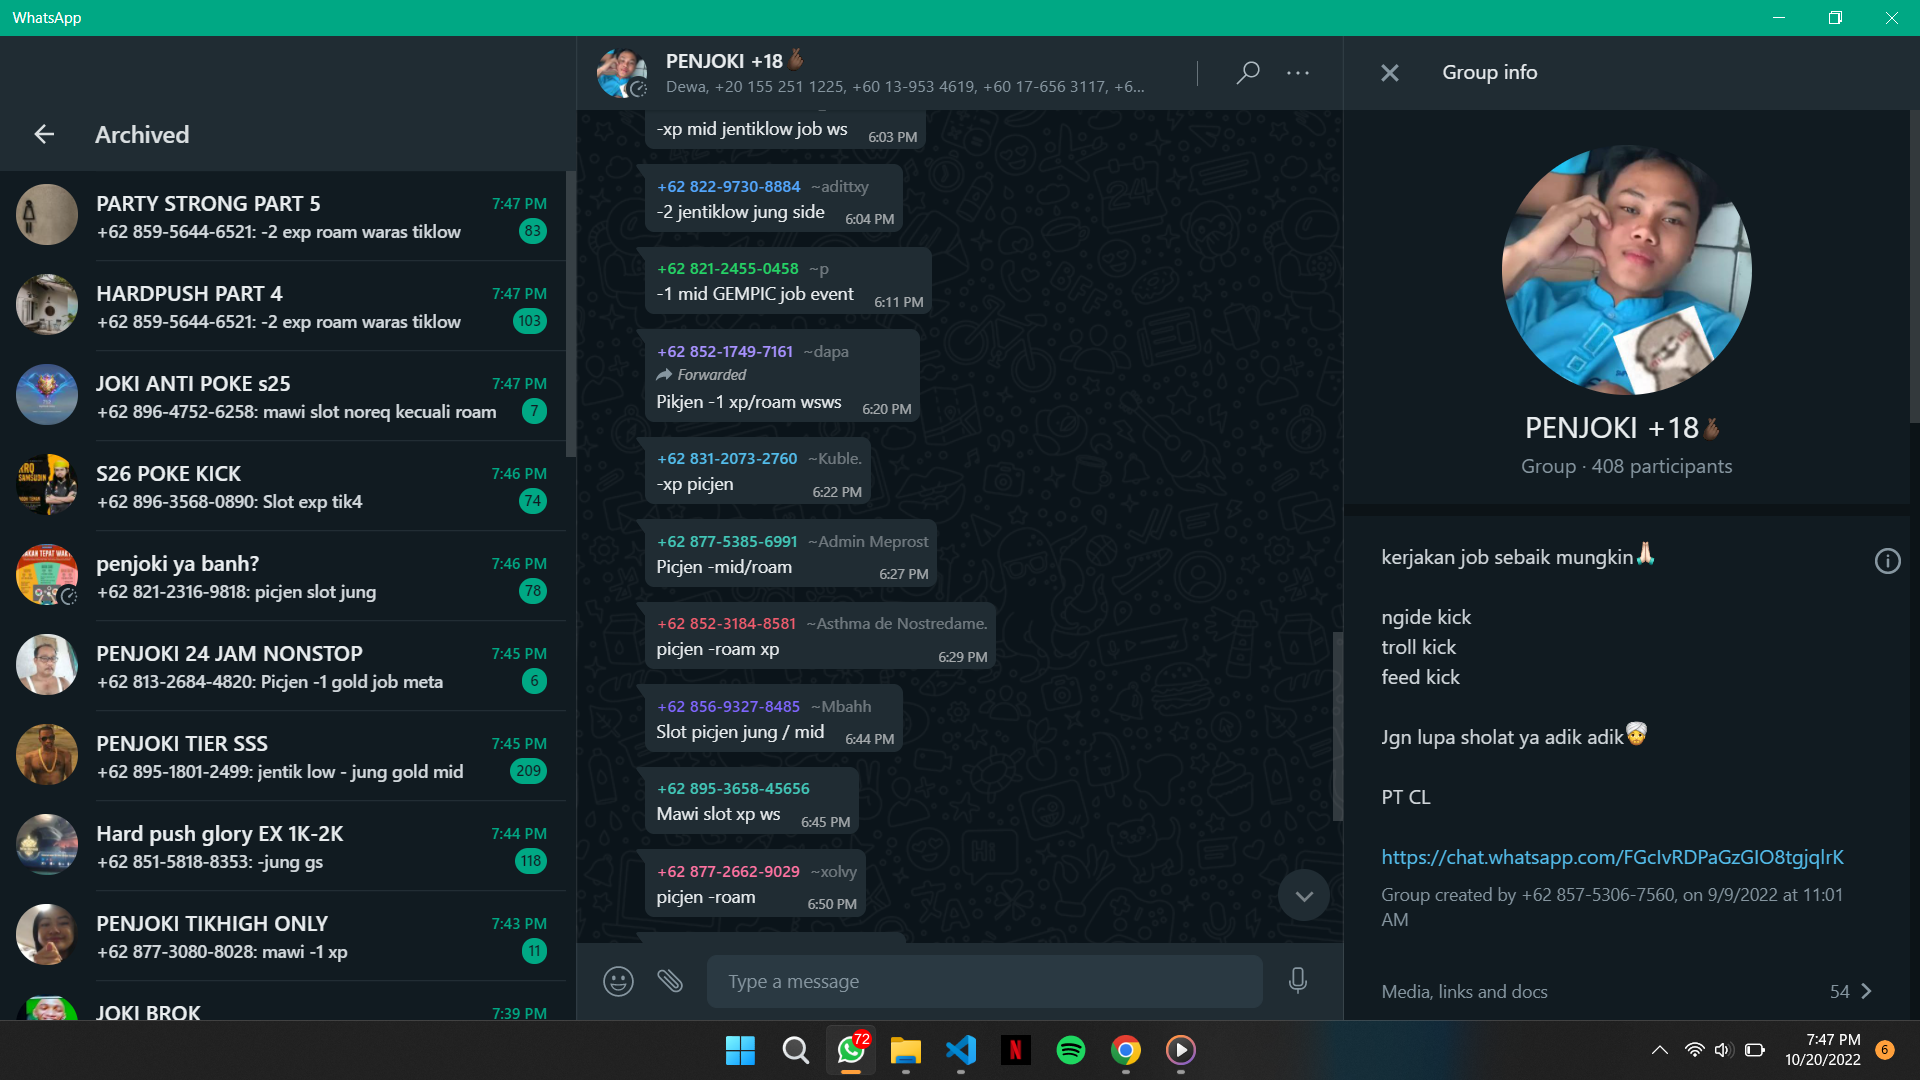 WhatsApp
Archived
PARTY STRONG PART 5
7:47 PM
+62 859-5644-6521: -2 exp roam waras tiklow
83
HARDPUSH PART 4
7:47 PM
+62 859-5644-6521: -2 exp roam waras tiklow
103
JOKI ANTI POKE s25
7:47 PM
+62 896-4752-6258: mawi slot noreq kecuali roam
7
S26 POKE KICK
7:46 PM
+62 896-3568-0890: Slot exp tik4
74
penjoki ya banh?
7:46 PM
+62 821-2316-9818: picjen slot jung
78
PENJOKI 24 JAM NONSTOP
7:45 PM
+62 813-2684-4820: Picjen -1 gold job meta
6
PENJOKI TIER SSS
7:45 PM
+62 895-1801-2499: jentik low - jung gold mid
209
Hard push glory EX 1K-2K
7:44 PM
+62 851-5818-8353: -jung gs
118
PENJOKI TIKHIGH ONLY
7:43 PM
+62 877-3080-8028: mawi -1 xp
11
JOKI BROK
7:39 PM
PENJOKI +18🫰🏿
Dewa, +20 155 251 1225, +60 13-953 4619, +60 17-656 3117, +6...
-xp mid jentiklow job ws
6:03 PM
+62 822-9730-8884 ~adittxy
-2 jentiklow jung side
6:04 PM
+62 821-2455-0458 ~p
-1 mid GEMPIC job event
6:11 PM
+62 852-1749-7161 ~dapa
Forwarded
Pikjen -1 xp/roam wsws
6:20 PM
+62 831-2073-2760 ~Kuble.
-xp picjen
6:22 PM
+62 877-5385-6991 ~Admin Meprost
Picjen -mid/roam
6:27 PM
+62 852-3184-8581 ~Asthma de Nostredame.
picjen -roam xp
6:29 PM
+62 856-9327-8485 ~Mbahh
Slot picjen jung / mid
6:44 PM
+62 895-3658-45656
Mawi slot xp ws
6:45 PM
+62 877-2662-9029 ~xolvy
picjen -roam
6:50 PM
Type a message
Group info
PENJOKI +18🫰🏿
Group · 408 participants
kerjakan job sebaik mungkin🙏🏻
ngide kick
troll kick
feed kick
Jgn lupa sholat ya adik adik👳
PT CL
https://chat.whatsapp.com/FGcIvRDPaGzGIO8tgjqlrK
Group created by +62 857-5306-7560, on 9/9/2022 at 11:01
AM
Media, links and docs
54
72
7:47 PM
10/20/2022
6